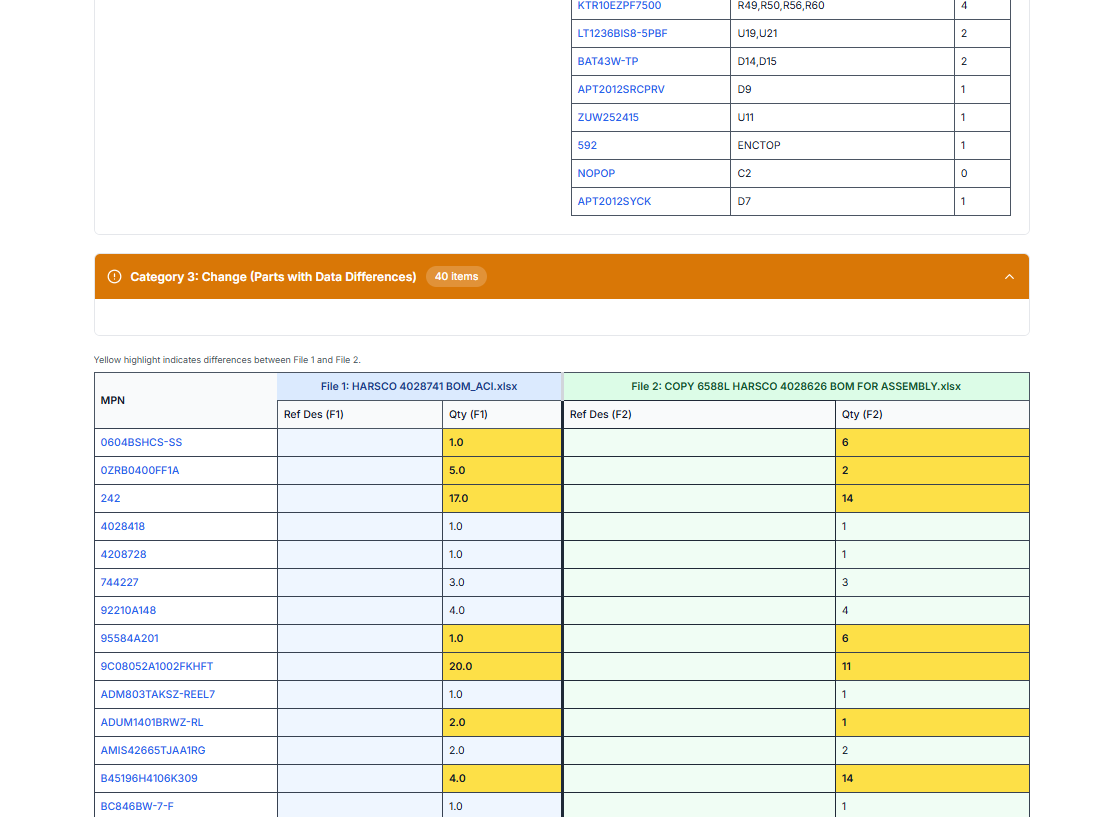 KTR10EZPF7500 R49,R50,R56,R60 4
LT1236BIS8-5PBF U19,U21 2
BAT43W-TP D14,D15 2
APT2012SRCPRV D9 1
ZUW252415 U11 1
592 ENCTOP 1
NOPOP C2 0
APT2012SYCK D7 1
Category 3: Change (Parts with Data Differences) 40 items
Yellow highlight indicates differences between File 1 and File 2.
MPN File 1: HARSCO 4028741 BOM_ACI.xlsx File 2: COPY 6588L HARSCO 4028626 BOM FOR ASSEMBLY.xlsx
Ref Des (F1) Qty (F1) Ref Des (F2) Qty (F2)
0604BSHCS-SS 1.0 6
0ZRB0400FF1A 5.0 2
242 17.0 14
4028418 1.0 1
4208728 1.0 1
744227 3.0 3
92210A148 4.0 4
95584A201 1.0 6
9C08052A1002FKHFT 20.0 11
ADM803TAKSZ-REEL7 1.0 1
ADUM1401BRWZ-RL 2.0 1
AMIS42665TJAA1RG 2.0 2
B45196H4106K309 4.0 14
BC846BW-7-F 1.0 1